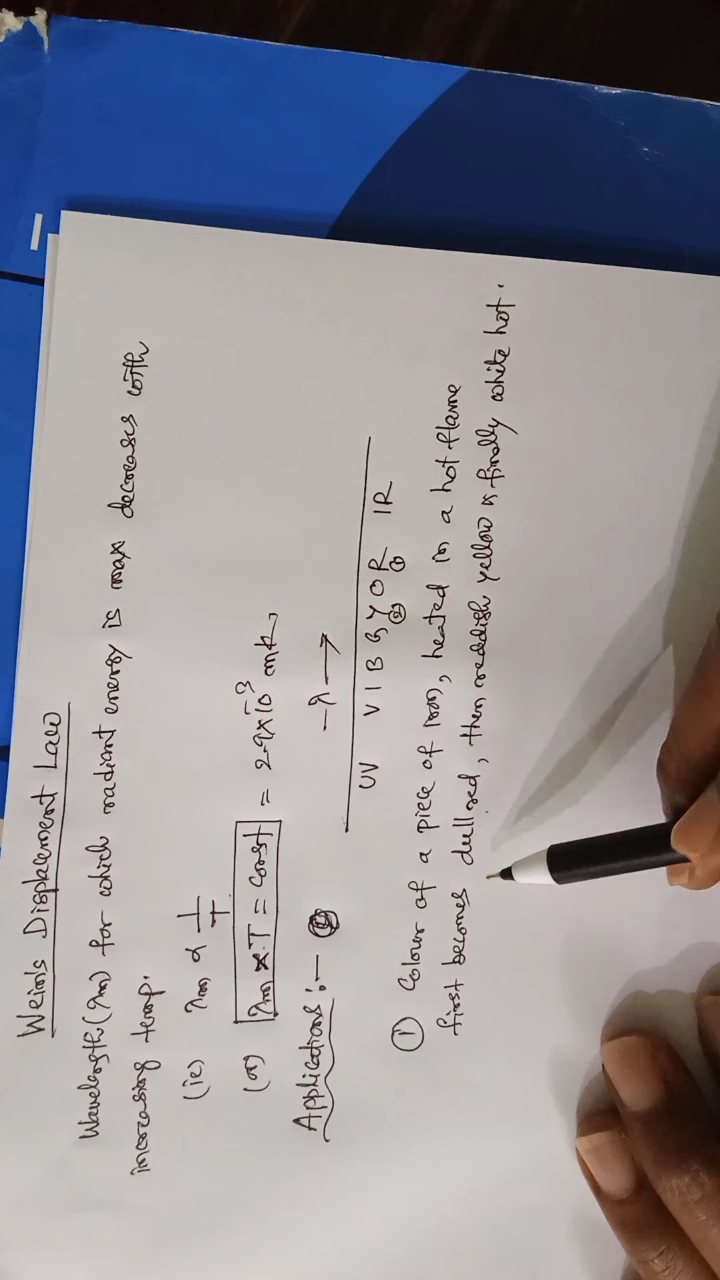 Wein's Displacement Law
Wavelength (λm) for which radiant energy is max decreases with
increasing temp.
(ie) λm α 1/T
(or) λm × T = Const = 2.9×10⁻³ mk,
Applications :-
-λ →
UV V I B G Y O R IR
② ①
① Colour of a piece of iron, heated in a hot flame
first becomes dull red, then reddish yellow & finally white hot.